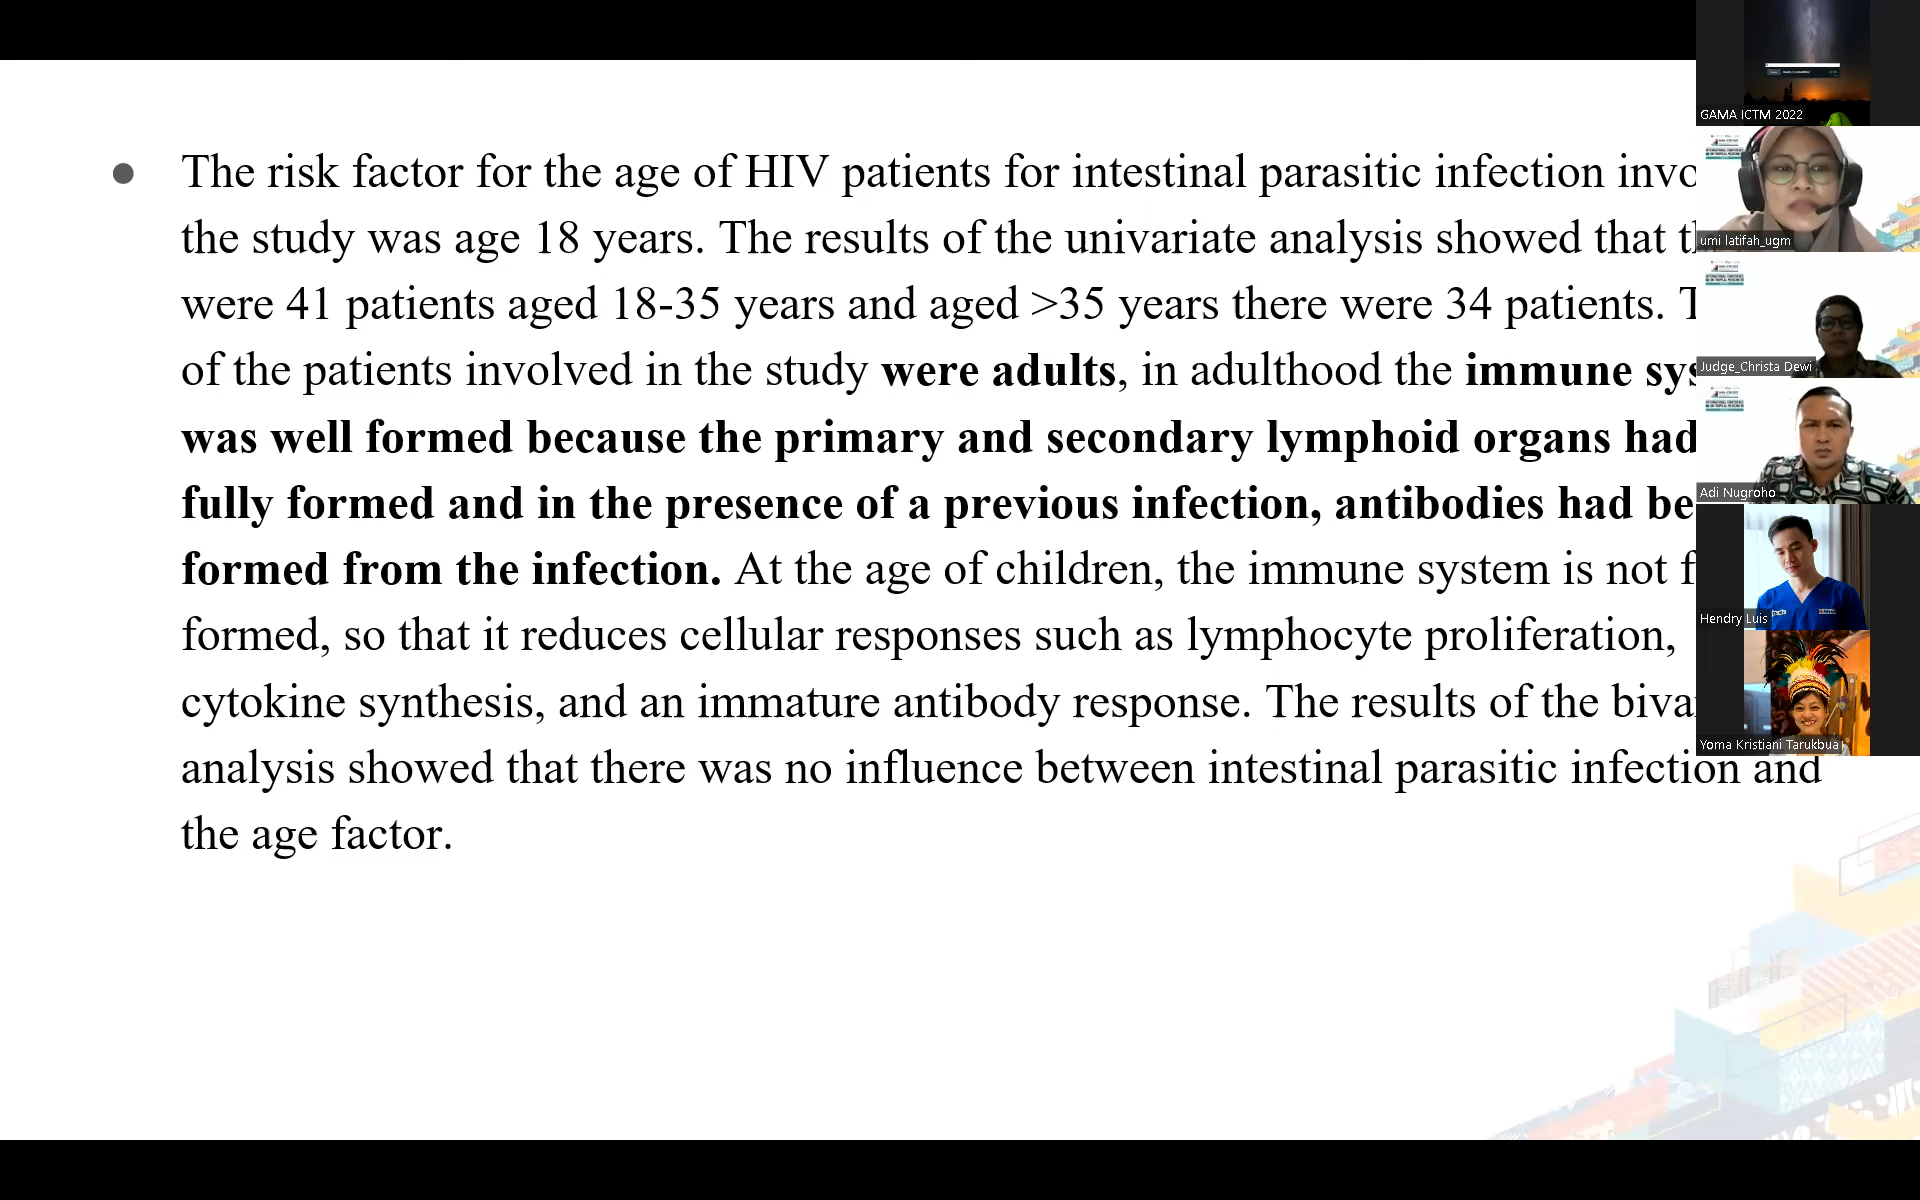 The risk factor for the age of HIV patients for intestinal parasitic infection
the study was age 18 years. The results of the univariate analysis showed that
were 41 patients aged 18-35 years and aged >35 years there were 34 patients.
of the patients involved in the study were adults, in adulthood the immune
was well formed because the primary and secondary lymphoid organs had
fully formed and in the presence of a previous infection, antibodies had
formed from the infection. At the age of children, the immune system is not
formed, so that it reduces cellular responses such as lymphocyte proliferation,
cytokine synthesis, and an immature antibody response. The results of the
analysis showed that there was no influence between intestinal parasitic infection and
the age factor.
GAMA ICTM 2022
umi latifah_ugm
Judge_Christa Dewi
Adi Nugroho
Hendry Luis
Yoma Kristiani Tarukbua